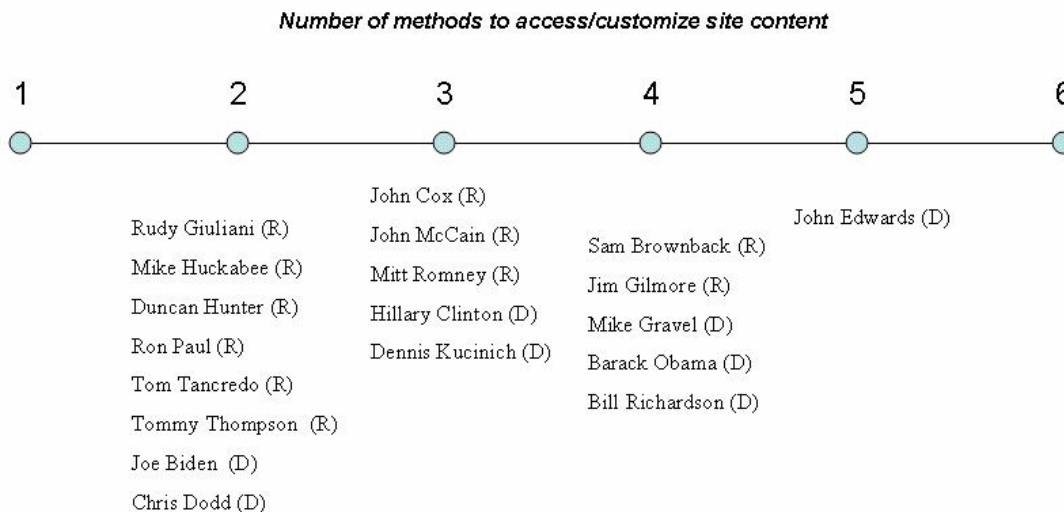 Number of methods to access/customize site content
1 2 3 4 5 6
Rudy Giuliani (R)
Mike Huckabee (R)
Duncan Hunter (R)
Ron Paul (R)
Tom Tancredo (R)
Tommy Thompson (R)
Joe Biden (D)
Chris Dodd (D)
John Cox (R)
John McCain (R)
Mitt Romney (R)
Hillary Clinton (D)
Dennis Kucinich (D)
Sam Brownback (R)
Jim Gilmore (R)
Mike Gravel (D)
Barack Obama (D)
Bill Richardson (D)
John Edwards (D)